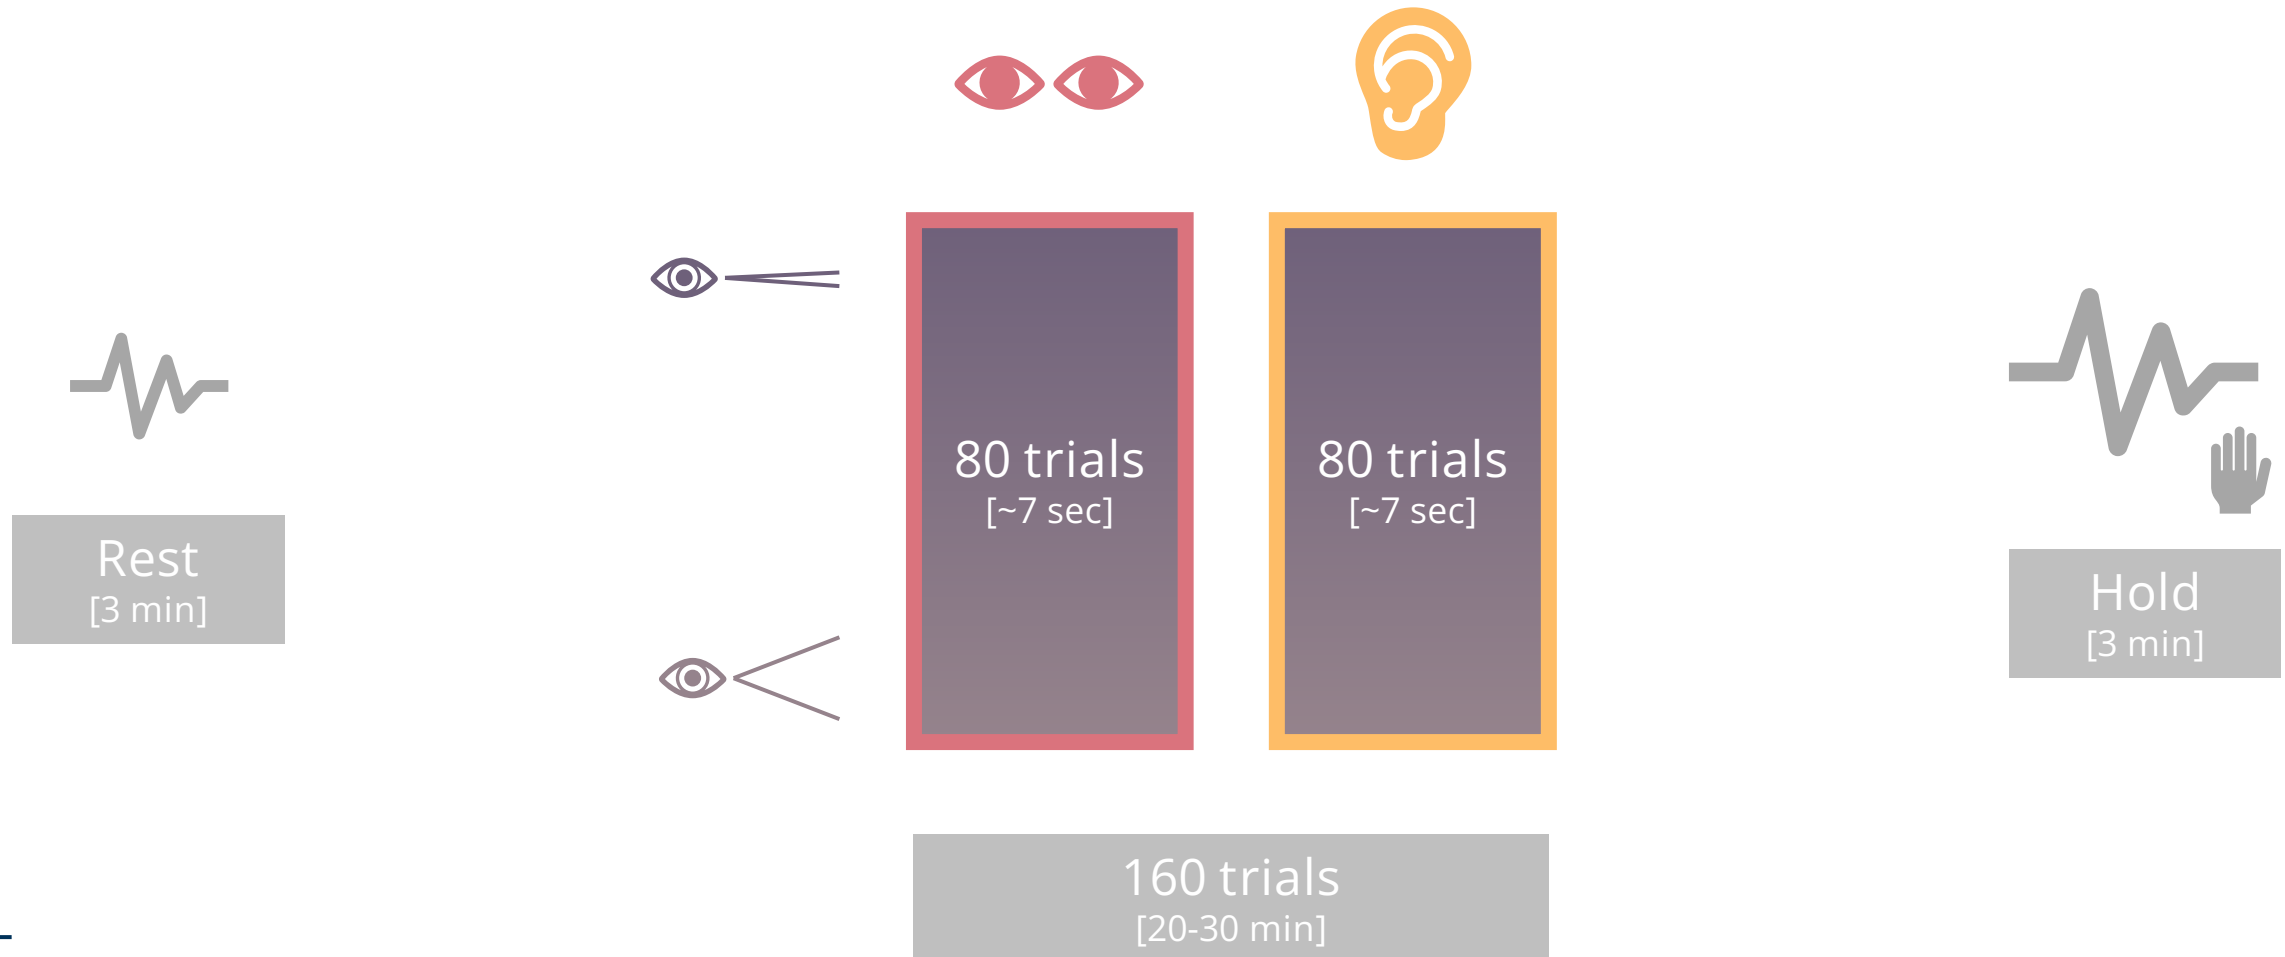 Rest
[3 min]
80 trials
[~7 sec]
80 trials
[~7 sec]
160 trials
[20-30 min]
Hold
[3 min]